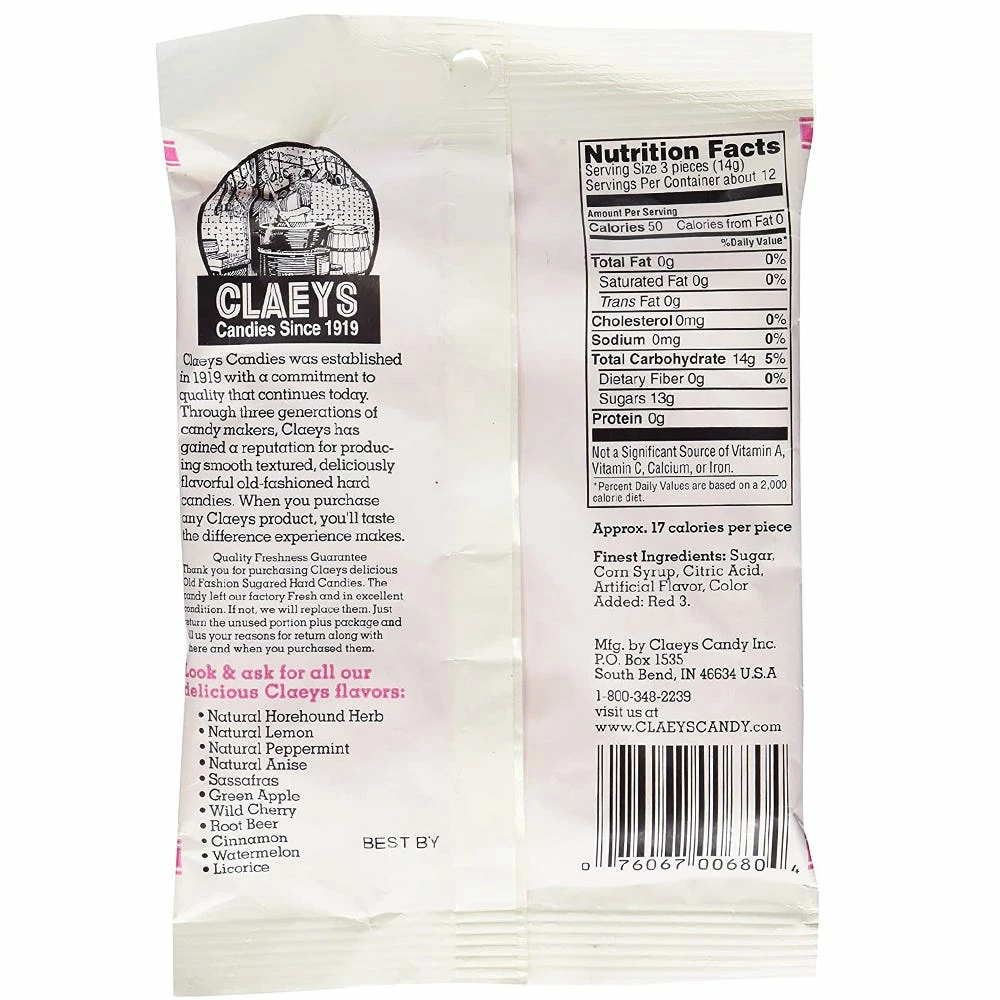 CLAEYS
Candies Since 1919
Claeys Candies was established
in 1919 with a commitment to
quality that continues today.
Through three generations of
candy makers, Claeys has
gained a reputation for produc-
ing smooth textured, deliciously
flavorful old-fashioned hard
candies. When you purchase
any Claeys product, you'll taste
the difference experience makes.
Quality Freshness Guarantee
Thank you for purchasing Claeys delicious
Old Fashion Sugared Hard Candies. The
candy left our factory Fresh and in excellent
condition. If not, we will replace them. Just
return the unused portion plus package and
us your reasons for return along with
where and when you purchased them.
Look & ask for all our
delicious Claeys flavors:
• Natural Horehound Herb
• Natural Lemon
• Natural Peppermint
• Natural Anise
• Sassafras
• Green Apple
• Wild Cherry
• Root Beer
• Cinnamon
• Watermelon
• Licorice
BEST BY
Nutrition Facts
Serving Size 3 pieces (14g)
Servings Per Container about 12
Amount Per Serving
Calories 50 Calories from Fat 0
%Daily Value*
Total Fat 0g 0%
Saturated Fat 0g 0%
Trans Fat 0g
Cholesterol 0mg 0%
Sodium 0mg 0%
Total Carbohydrate 14g 5%
Dietary Fiber 0g 0%
Sugars 13g
Protein 0g
Not a Significant Source of Vitamin A,
Vitamin C, Calcium, or Iron.
*Percent Daily Values are based on a 2,000
calorie diet.
Approx. 17 calories per piece
Finest Ingredients: Sugar,
Corn Syrup, Citric Acid,
Artificial Flavor, Color
Added: Red 3.
Mfg. by Claeys Candy Inc.
P.O. Box 1535
South Bend, IN 46634 U.S.A
1-800-348-2239
visit us at
www.CLAEYSCANDY.com
0 76067 00680 4